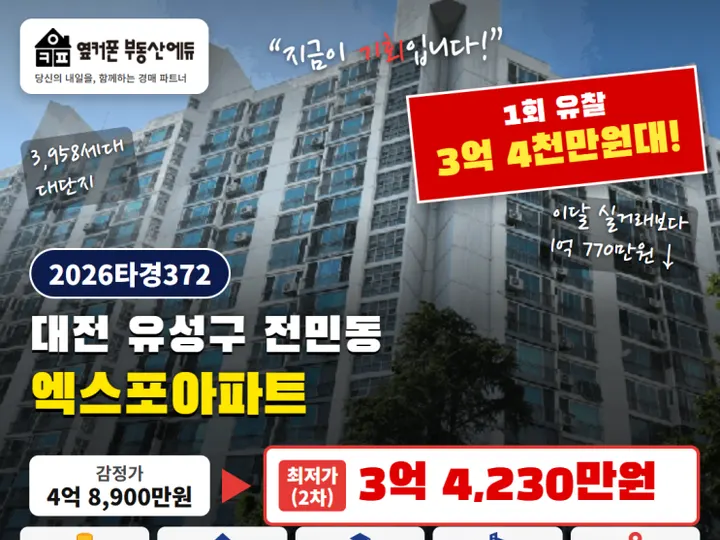 옆커폰 부동산에듀
당신의 내일을, 함께하는 경매 파트너
“지금이 기회입니다!”
1회 유찰
3억 4천만원대!
3,958세대
대단지
이달 실거래보다
1억 770만원↓
2026타경372
대전 유성구 전민동
엑스포아파트
감정가
4억 8,900만원
최저가
(2차)
3억 4,230만원